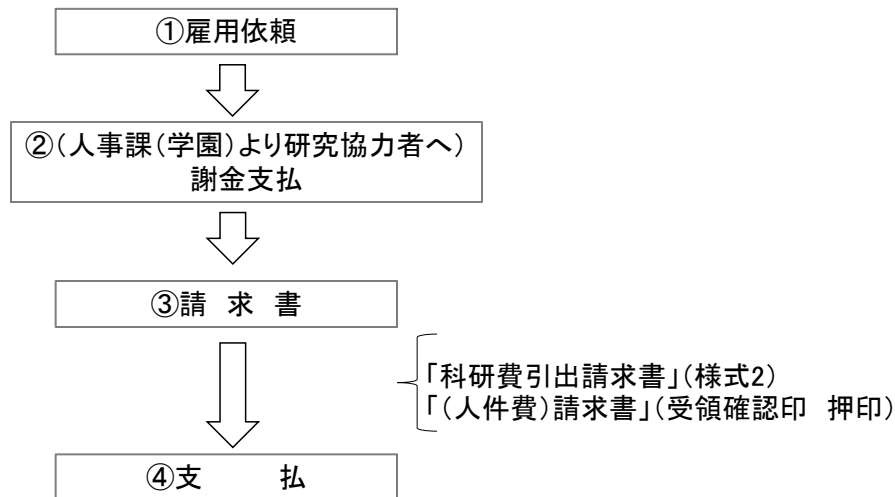 ①雇用依頼
②(人事課(学園)より研究協力者へ)
謝金支払
③請 求 書
「科研費引出請求書」(様式2)
「(人件費)請求書」(受領確認印 押印)
④支 払